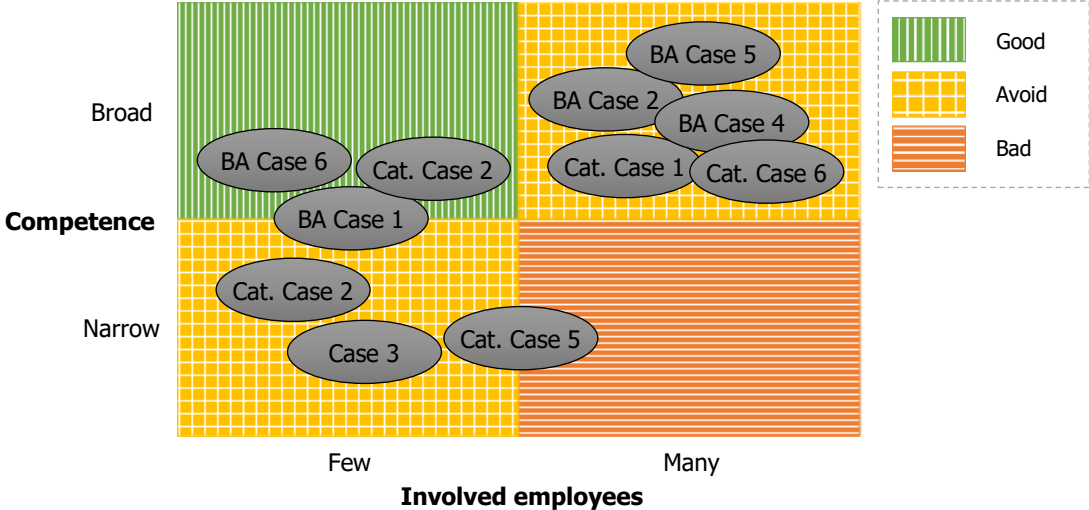 Good
Avoid
Bad
Broad
Competence
Narrow
BA Case 5
BA Case 2
BA Case 4
BA Case 6
Cat. Case 2
Cat. Case 1
Cat. Case 6
BA Case 1
Cat. Case 2
Case 3
Cat. Case 5
Few
Many
Involved employees